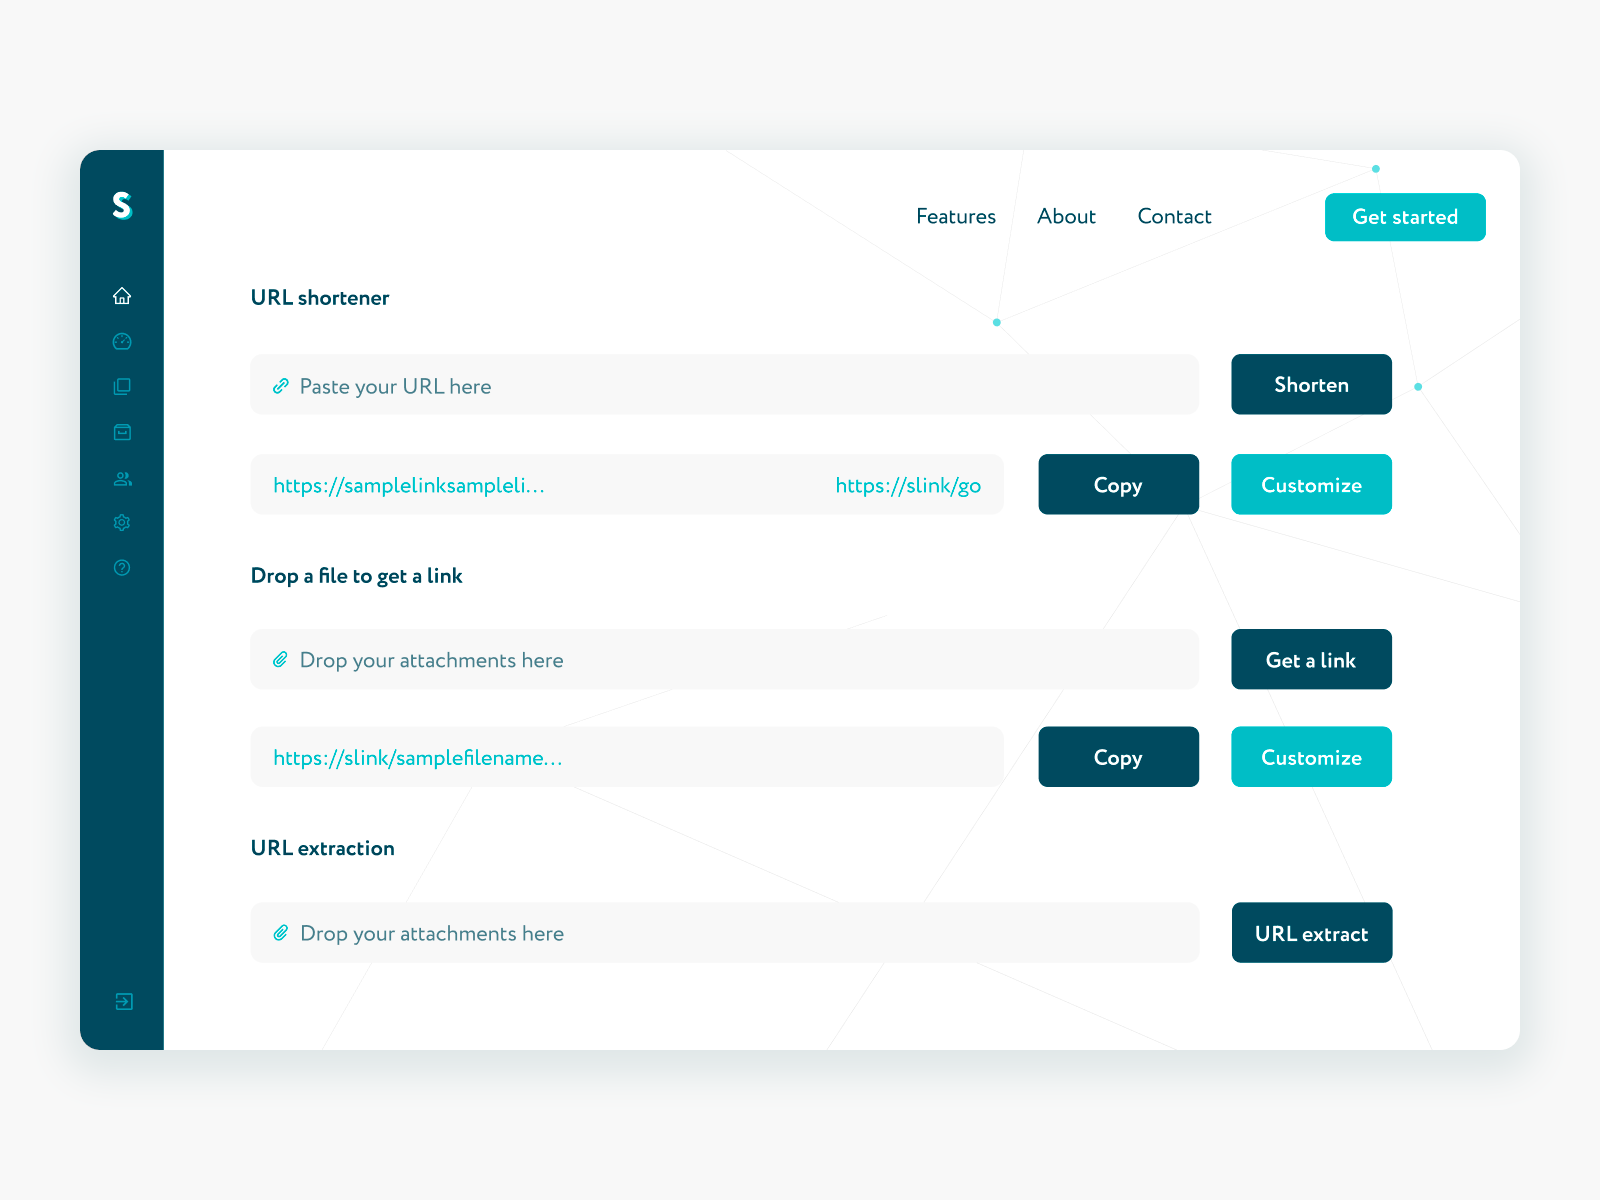 S
Features About Contact Get started
URL shortener
Paste your URL here Shorten
https://samplelinksampleli... https://slink/go Copy Customize
Drop a file to get a link
Drop your attachments here Get a link
https://slink/samplefilename... Copy Customize
URL extraction
Drop your attachments here URL extract